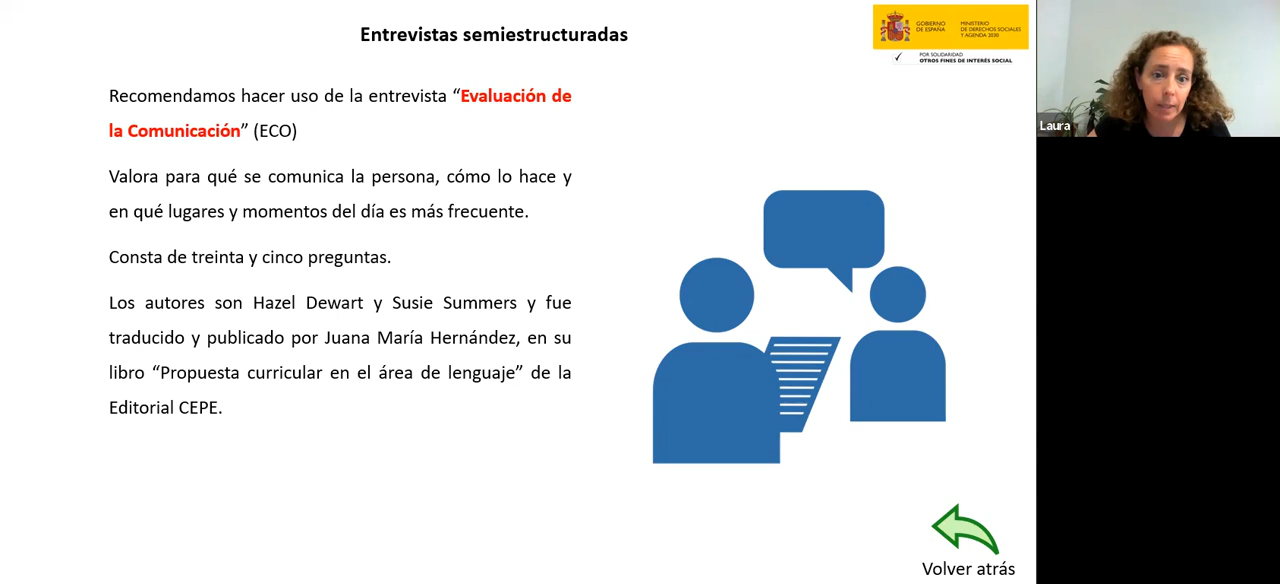 Entrevistas semiestructuradas
GOBIERNO
DE ESPAÑA
MINISTERIO
DE DERECHOS SOCIALES
Y AGENDA 2030
POR SOLIDARIDAD
OTROS FINES DE INTERÉS SOCIAL
Laura
Recomendamos hacer uso de la entrevista “Evaluación de
la Comunicación” (ECO)
Valora para qué se comunica la persona, cómo lo hace y
en qué lugares y momentos del día es más frecuente.
Consta de treinta y cinco preguntas.
Los autores son Hazel Dewart y Susie Summers y fue
traducido y publicado por Juana María Hernández, en su
libro “Propuesta curricular en el área de lenguaje” de la
Editorial CEPE.
Volver atrás